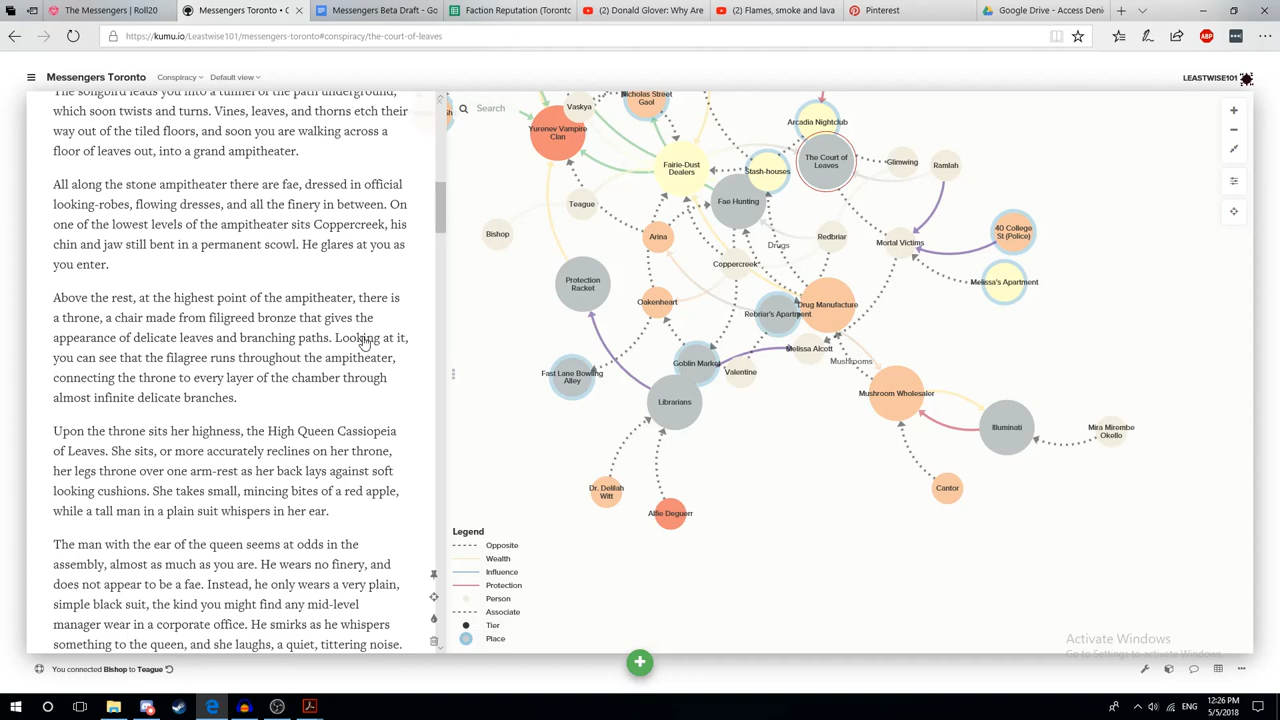 The Messengers | Roll20
Messengers Toronto • C
Messengers Beta Draft - Go
Faction Reputation (Toront
(2) Donald Glover: Why Are
(2) Flames, smoke and lava
Pinterest
Google Drive - Access Deni
https://kumu.io/Leastwise101/messengers-toronto#conspiracy/the-court-of-leaves
ABP
Messengers Toronto
Conspiracy
Default view
LEASTWISE101
The songbird leads you into a tunnel of the path underground,
which soon twists and turns. Vines, leaves, and thorns etch their
way out of the tiled floors, and soon you are walking across a
floor of leaves out, into a grand ampitheater.
All along the stone ampitheater there are fae, dressed in official
looking-robes, flowing dresses, and all the finery in between. On
one of the lowest levels of the ampitheater sits Coppercreek, his
chin and jaw still bent in a permanent scowl. He glares at you as
you enter.
Above the rest, at the highest point of the ampitheater, there is
a throne, a chair made from filigreed bronze that gives the
appearance of delicate leaves and branching paths. Looking at it,
you can see that the filagree runs throughout the ampitheater,
connecting the throne to every layer of the chamber through
almost infinite delicate branches.
Upon the throne sits her highness, the High Queen Cassiopeia
of Leaves. She sits, or more accurately reclines on her throne,
her legs throne over one arm-rest as her back lays against soft
looking cushions. She takes small, mincing bites of a red apple,
while a tall man in a plain suit whispers in her ear.
The man with the ear of the queen seems at odds in the
assembly, almost as much as you are. He wears no finery, and
does not appear to be a fae. Instead, he only wears a very plain,
simple black suit, the kind you might find any mid-level
manager wear in a corporate office. He smirks as he whispers
something to the queen, and she laughs, a quiet, tittering noise.
Search
Vaskya
Nicholas Street
Gaol
Yurenev Vampire
Clan
Arcadia Nightclub
The Court of
Leaves
Glimwing
Ramlah
Fairie-Dust
Dealers
Stash-houses
Fae Hunting
Teague
Bishop
Arina
Drugs
Redbriar
Mortal Victims
40 College
St (Police)
Coppercreek
Melissa's Apartment
Protection
Racket
Oakenheart
Rebriar's Apartment
Drug Manufacture
Melissa Alcott
Mushrooms
Goblin Market
Valentine
Fast Lane Bowling
Alley
Librarians
Mushroom Wholesaler
Illuminati
Mira Mirembe
Okello
Dr. Delilah
Witt
Cantor
Alfie Deguerr
Legend
Opposite
Wealth
Influence
Protection
Person
Associate
Tier
Place
Activate Windows
Go to Settings to activate Windows.
You connected Bishop to Teague
ENG
12:26 PM
5/5/2018